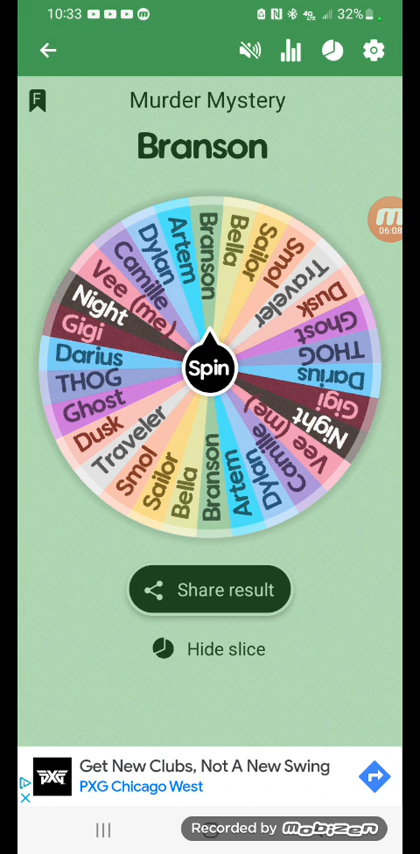 10:33
4G
32%
F
Murder Mystery
Branson
06:08
Branson
Bella
Sailor
Smol
Traveler
Dusk
Ghost
THOG
Darius
Gigi
Night
Vee (me)
Camille
Dylan
Artem
Branson
Bella
Sailor
Smol
Traveler
Dusk
Ghost
THOG
Darius
Gigi
Night
Vee (me)
Camille
Dylan
Artem
Spin
Share result
Hide slice
PXG
Get New Clubs, Not A New Swing
PXG Chicago West
Recorded by mobizen